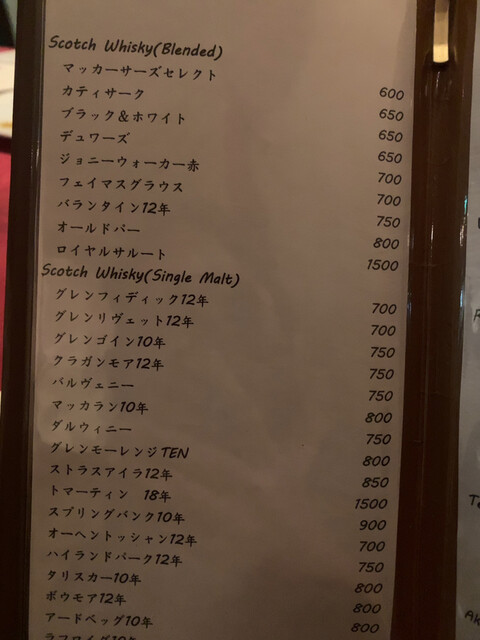 Scotch Whisky(Blended)
マッカーサーズセレクト 600
カティサーク 650
ブラック&ホワイト 650
デュワーズ 650
ジョニーウォーカー赤 700
フェイマスグラウス 700
バランタイン12年 750
オールドパー 800
ロイヤルサルート 1500
Scotch Whisky(Single Malt)
グレンフィディック12年 700
グレンリヴェット12年 700
グレンゴイン10年 750
クラガンモア12年 750
バルヴェニー 750
マッカラン10年 800
ダルウィニー 750
グレンモーレンジTEN 800
ストラスアイラ12年 850
トマーティン 18年 1500
スプリングバンク10年 900
オーヘントッシャン12年 700
ハイランドパーク12年 750
タリスカー10年 800
ボウモア12年 800
アードベッグ10年 800
ラフロイグ10年